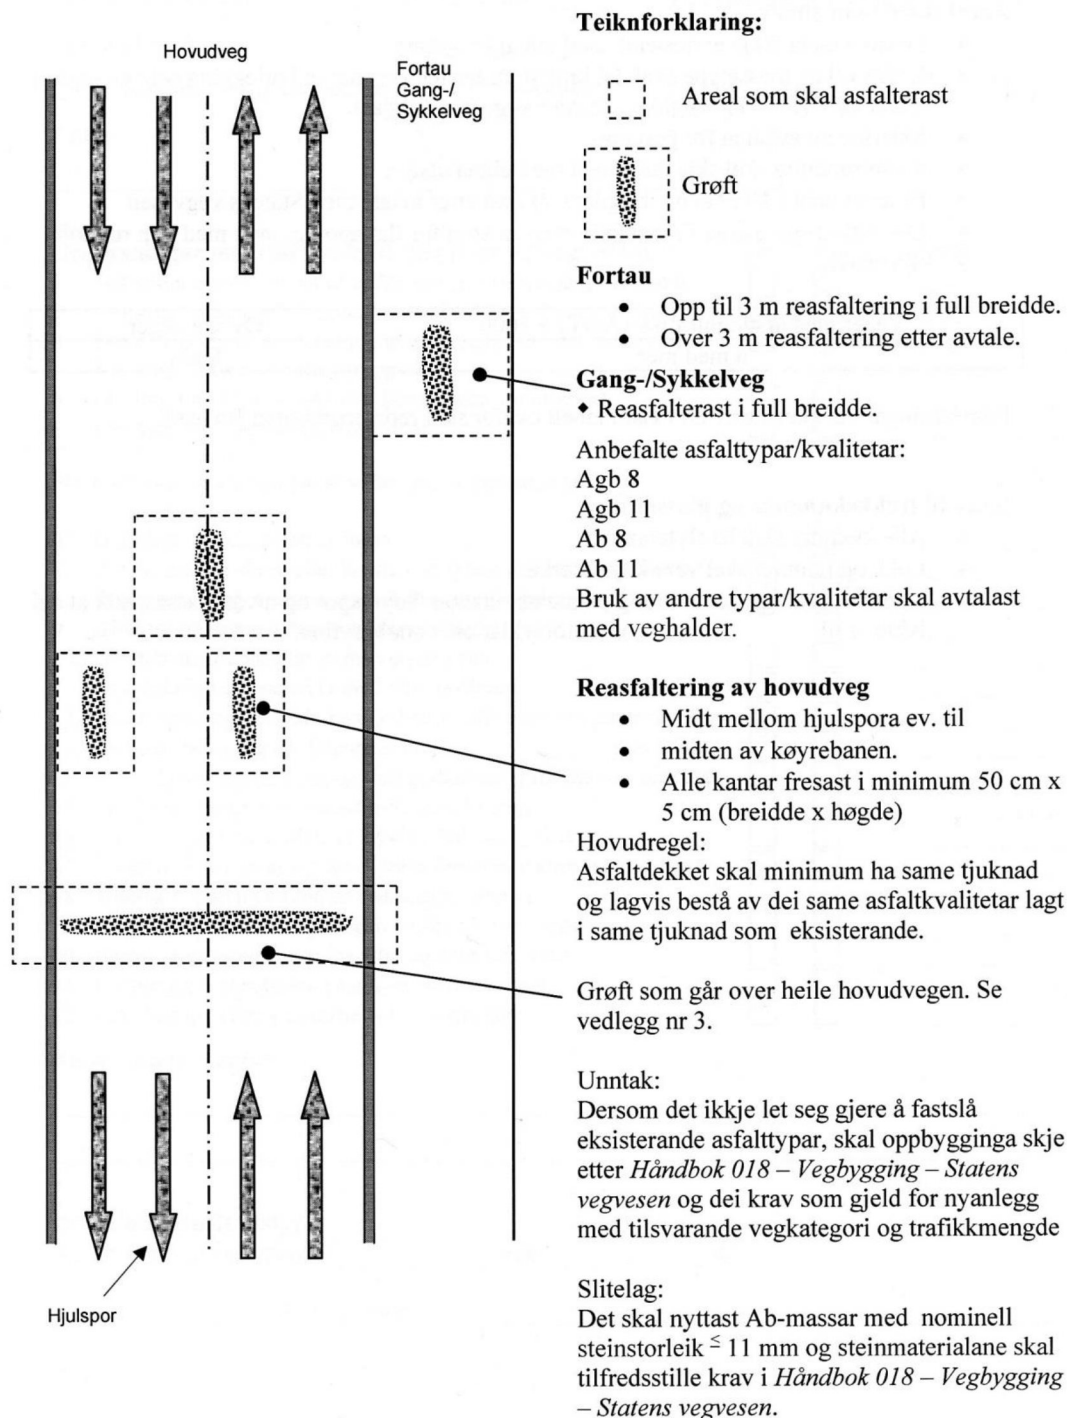 Hovudveg
Fortau
Gang-/
Sykkelveg
Hjulspor
Teiknforklaring:
Areal som skal asfalterast
Grøft
Fortau
• Opp til 3 m reasfaltering i full breidde.
• Over 3 m reasfaltering etter avtale.
Gang-/Sykkelveg
◆ Reasfalterast i full breidde.
Anbefalte asfalttypar/kvalitetar:
Agb 8
Agb 11
Ab 8
Ab 11
Bruk av andre typar/kvalitetar skal avtalast
med veghalder.
Reasfaltering av hovudveg
• Midt mellom hjulspora ev. til
• midten av køyrebanen.
• Alle kantar fresast i minimum 50 cm x
5 cm (breidde x høgde)
Hovudregel:
Asfaltdekket skal minimum ha same tjuknad
og lagvis bestå av dei same asfaltkvalitetar lagt
i same tjuknad som eksisterande.
Grøft som går over heile hovudvegen. Se
vedlegg nr 3.
Unntak:
Dersom det ikkje let seg gjere å fastslå
eksisterande asfalttypar, skal oppbygginga skje
etter Håndbok 018 – Vegbygging – Statens
vegvesen og dei krav som gjeld for nyanlegg
med tilsvarande vegkategori og trafikkmengde
Slitelag:
Det skal nyttast Ab-massar med nominell
steinstorleik ≤ 11 mm og steinmaterialane skal
tilfredsstille krav i Håndbok 018 – Vegbygging
– Statens vegvesen.